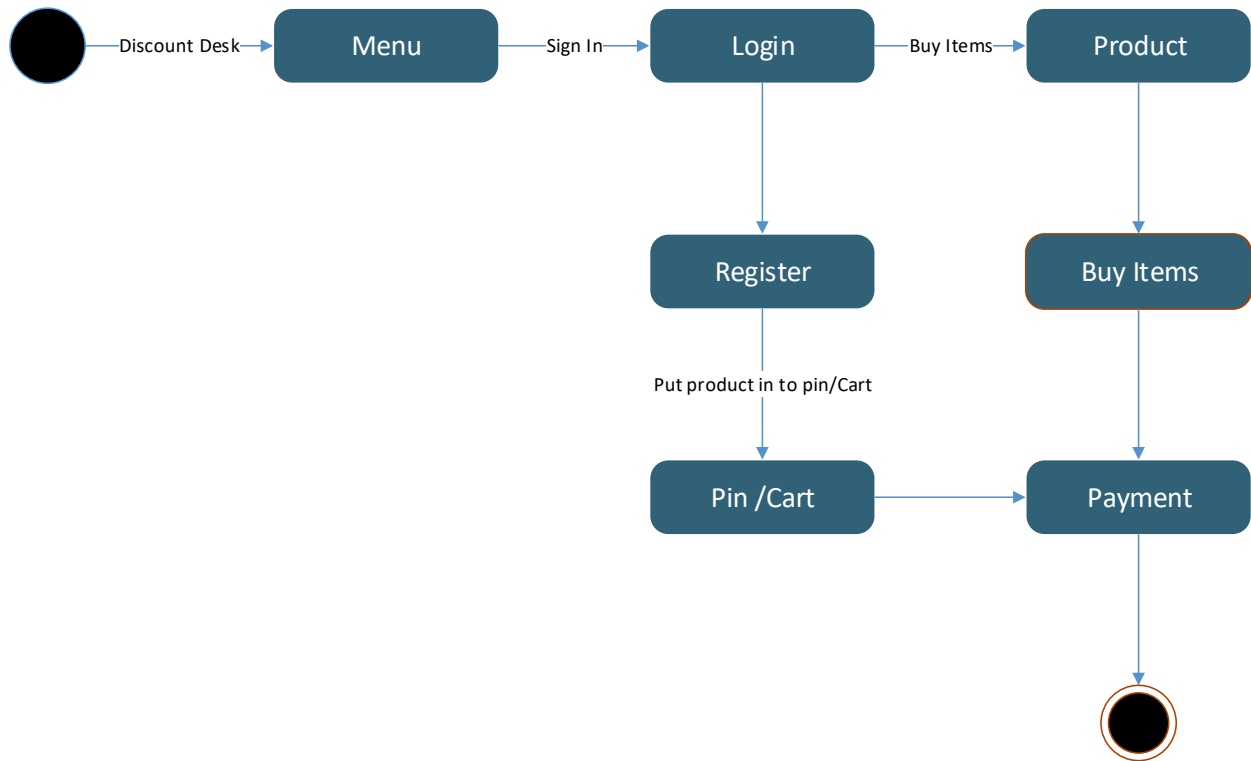 Discount Desk
Menu
Sign In
Login
Buy Items
Product
Register
Buy Items
Put product in to pin/Cart
Pin /Cart
Payment